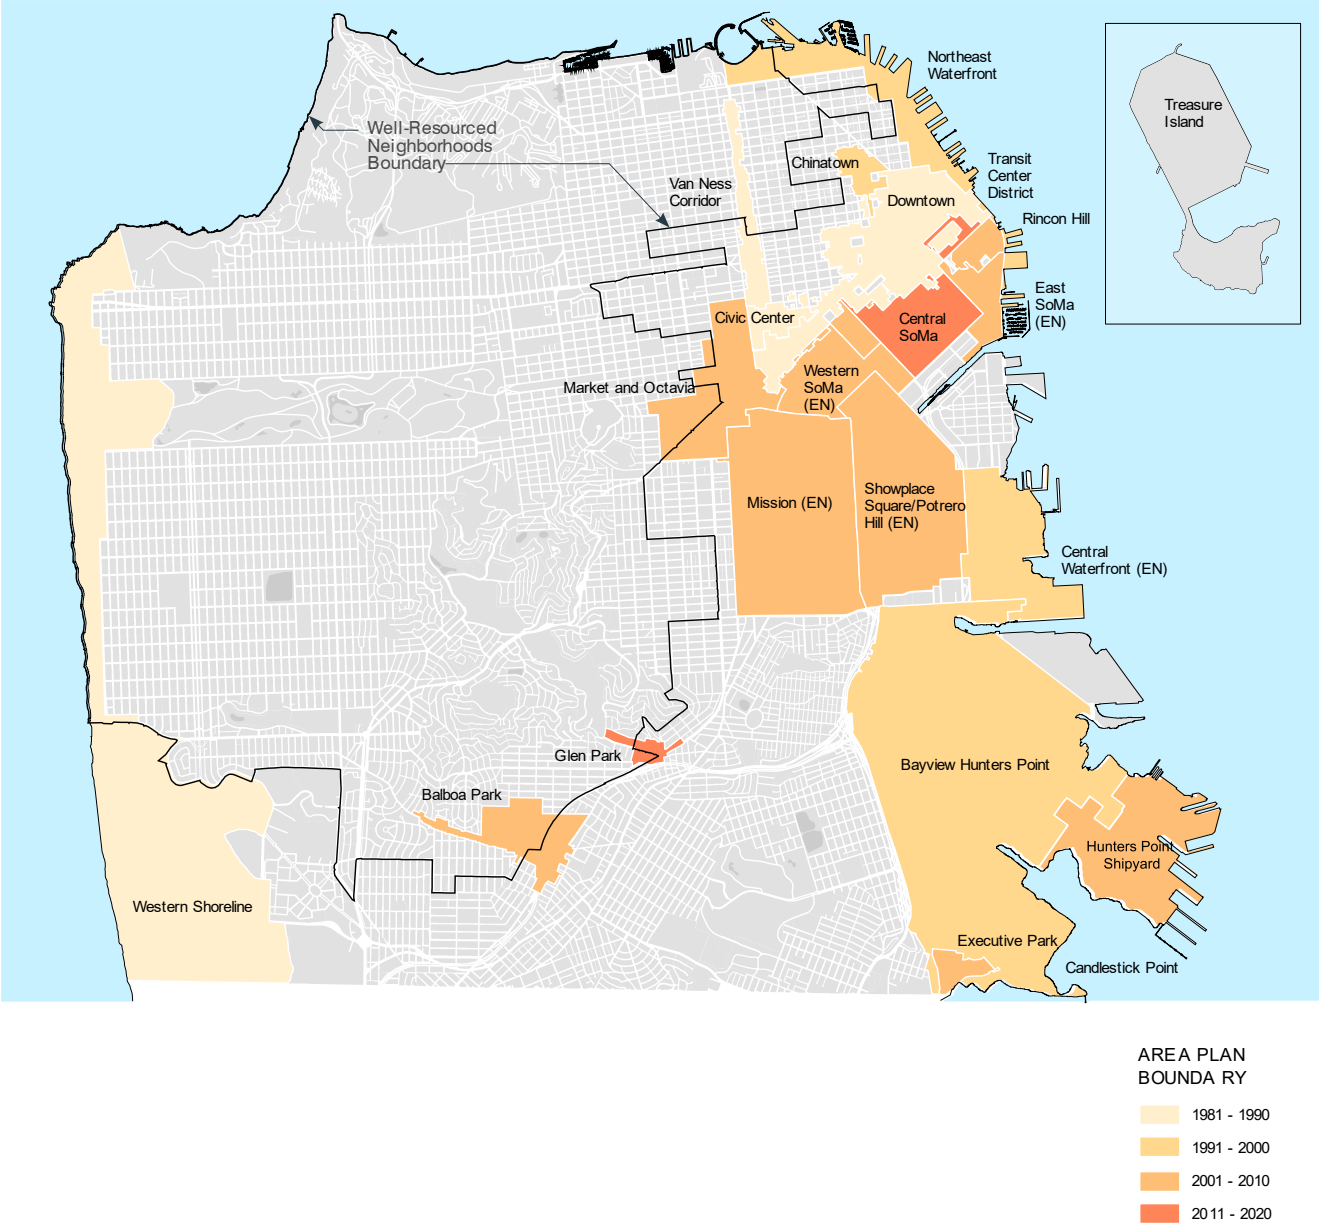 Northeast
Waterfront
Treasure
Island
Well-Resourced
Neighborhoods
Boundary
Chinatown
Transit
Center
District
Van Ness
Corridor
Downtown
Rincon Hill
East
SoMa
(EN)
Civic Center
Central
SoMa
Market and Octavia
Western
SoMa
(EN)
Mission (EN)
Showplace
Square/Potrero
Hill (EN)
Central
Waterfront (EN)
Glen Park
Bayview Hunters Point
Balboa Park
Hunters Point
Shipyard
Western Shoreline
Executive Park
Candlestick Point
AREA PLAN
BOUNDA RY
1981 - 1990
1991 - 2000
2001 - 2010
2011 - 2020